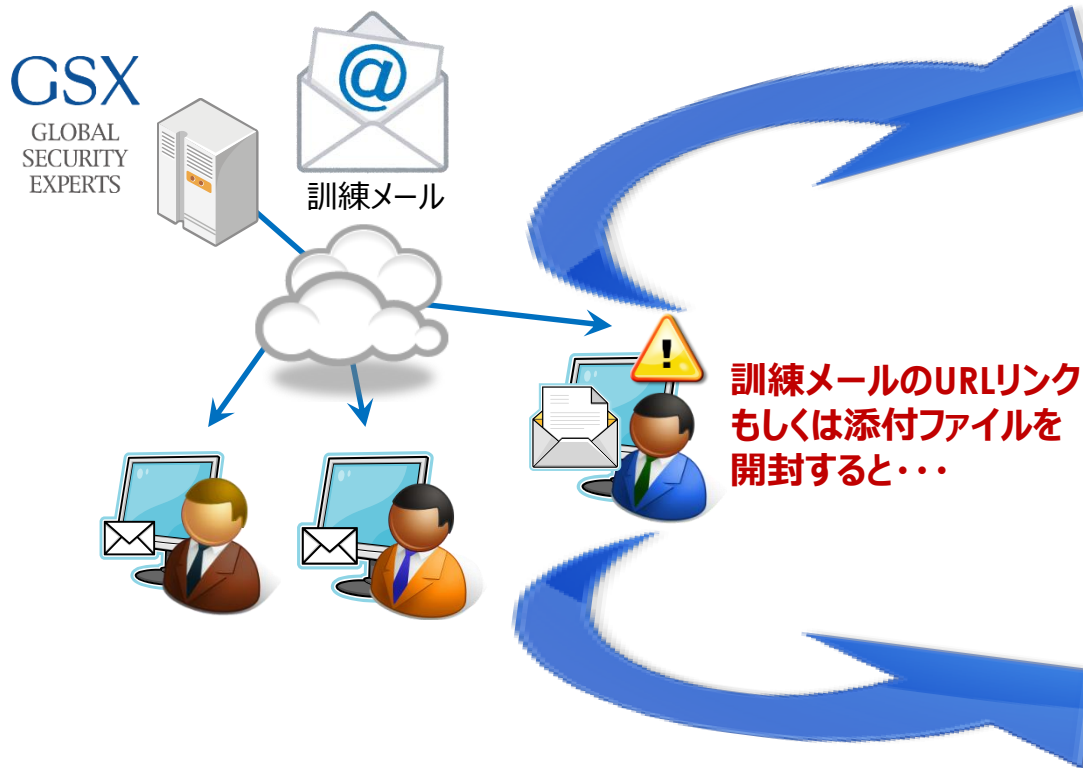 GSX
GLOBAL
SECURITY
EXPERTS
@
訓練メール
!
訓練メールのURLリンク
もしくは添付ファイルを
開封すると・・・